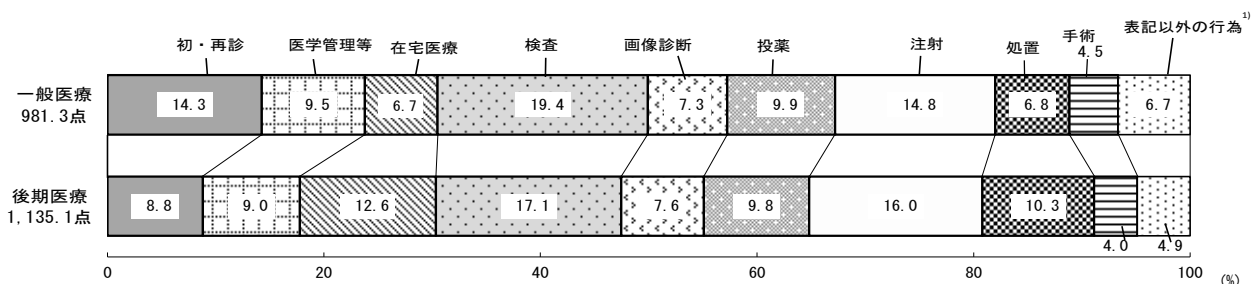 初・再診 医学管理等 在宅医療 検査 画像診断 投薬 注射 処置 手術 表記以外の行為1)
一般医療
981.3点
14.3 9.5 6.7 19.4 7.3 9.9 14.8 6.8 4.5 6.7
後期医療
1,135.1点
8.8 9.0 12.6 17.1 7.6 9.8 16.0 10.3 4.0 4.9
0 20 40 60 80 100
(%)